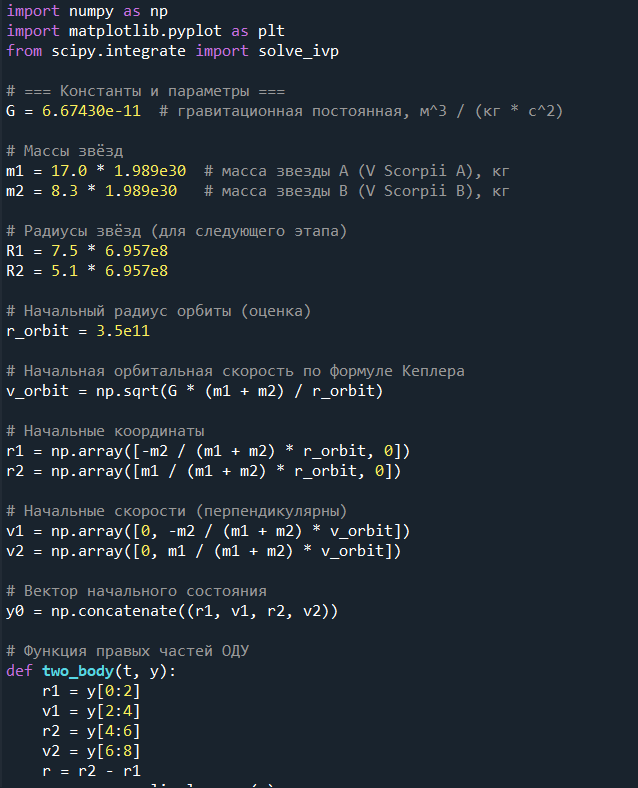 import numpy as np
import matplotlib.pyplot as plt
from scipy.integrate import solve_ivp
# === Константы и параметры ===
G = 6.67430e-11  # гравитационная постоянная, м^3 / (кг * с^2)
# Массы звёзд
m1 = 17.0 * 1.989e30  # масса звезды A (V Scorpii A), кг
m2 = 8.3 * 1.989e30   # масса звезды B (V Scorpii B), кг
# Радиусы звёзд (для следующего этапа)
R1 = 7.5 * 6.957e8
R2 = 5.1 * 6.957e8
# Начальный радиус орбиты (оценка)
r_orbit = 3.5e11
# Начальная орбитальная скорость по формуле Кеплера
v_orbit = np.sqrt(G * (m1 + m2) / r_orbit)
# Начальные координаты
r1 = np.array([-m2 / (m1 + m2) * r_orbit, 0])
r2 = np.array([m1 / (m1 + m2) * r_orbit, 0])
# Начальные скорости (перпендикулярны)
v1 = np.array([0, -m2 / (m1 + m2) * v_orbit])
v2 = np.array([0, m1 / (m1 + m2) * v_orbit])
# Вектор начального состояния
y0 = np.concatenate((r1, v1, r2, v2))
# Функция правых частей ОДУ
def two_body(t, y):
    r1 = y[0:2]
    v1 = y[2:4]
    r2 = y[4:6]
    v2 = y[6:8]
    r = r2 - r1